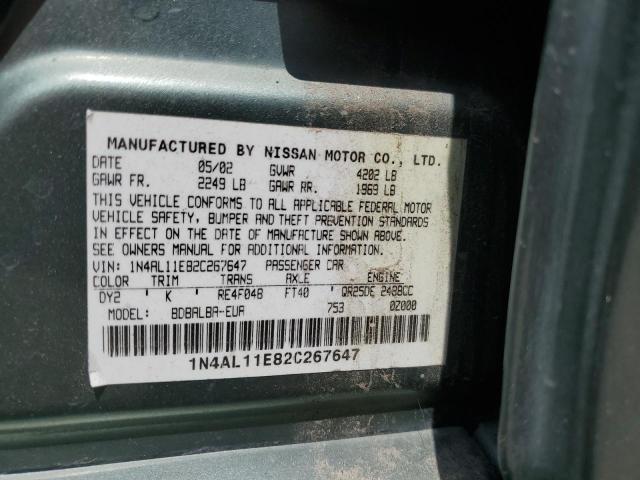 MANUFACTURED BY NISSAN MOTOR CO., LTD.
DATE 05/02 GVWR 4202 LB
GAWR FR. 2249 LB GAWR RR. 1969 LB
THIS VEHICLE CONFORMS TO ALL APPLICABLE FEDERAL MOTOR
VEHICLE SAFETY, BUMPER AND THEFT PREVENTION STANDARDS
IN EFFECT ON THE DATE OF MANUFACTURE SHOWN ABOVE.
SEE OWNERS MANUAL FOR ADDITIONAL INFORMATION.
VIN: 1N4AL11E82C267647 PASSENGER CAR
COLOR TRIM TRANS AXLE ENGINE
DY2 K RE4F04B FT40 QR25DE 2488CC
MODEL: BDBALBA-EUA 753 0Z000
1N4AL11E82C267647